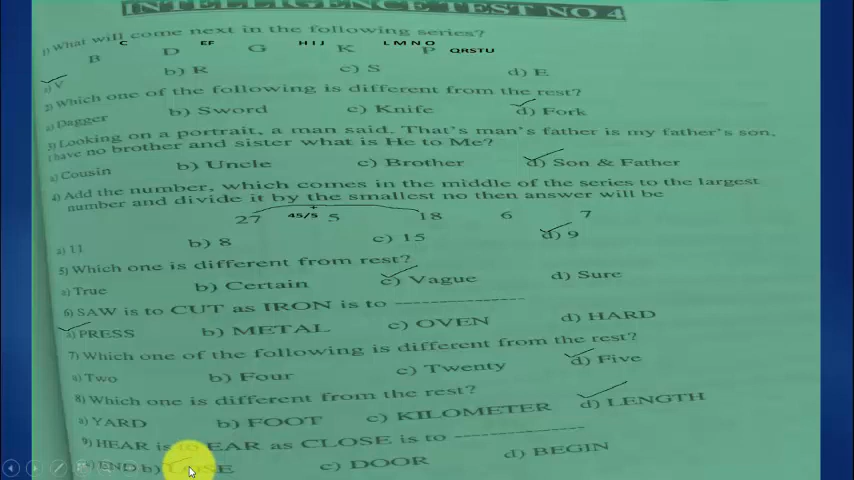 INTELLIGENCE TEST NO 4
1) What will come next in the following series?
C EF H I J L M N O
B D G K P QRSTU
a) V b) R c) S d) E
2) Which one of the following is different from the rest?
a) Dagger b) Sword c) Knife d) Fork
3) Looking on a portrait, a man said, That's man's father is my father's son,
I have no brother and sister what is He to Me?
a) Cousin b) Uncle c) Brother d) Son & Father
4) Add the number, which comes in the middle of the series to the largest
number and divide it by the smallest no then answer will be
27 45/5 5 18 6 7
a) 11 b) 8 c) 15 d) 9
5) Which one is different from rest?
a) True b) Certain c) Vague d) Sure
6) SAW is to CUT as IRON is to ----------------
a) PRESS b) METAL c) OVEN d) HARD
7) Which one of the following is different from the rest?
a) Two b) Four c) Twenty d) Five
8) Which one is different from the rest?
a) YARD b) FOOT c) KILOMETER d) LENGTH
9) HEAR is to EAR as CLOSE is to ----------------
a) END b) LOSE c) DOOR d) BEGIN